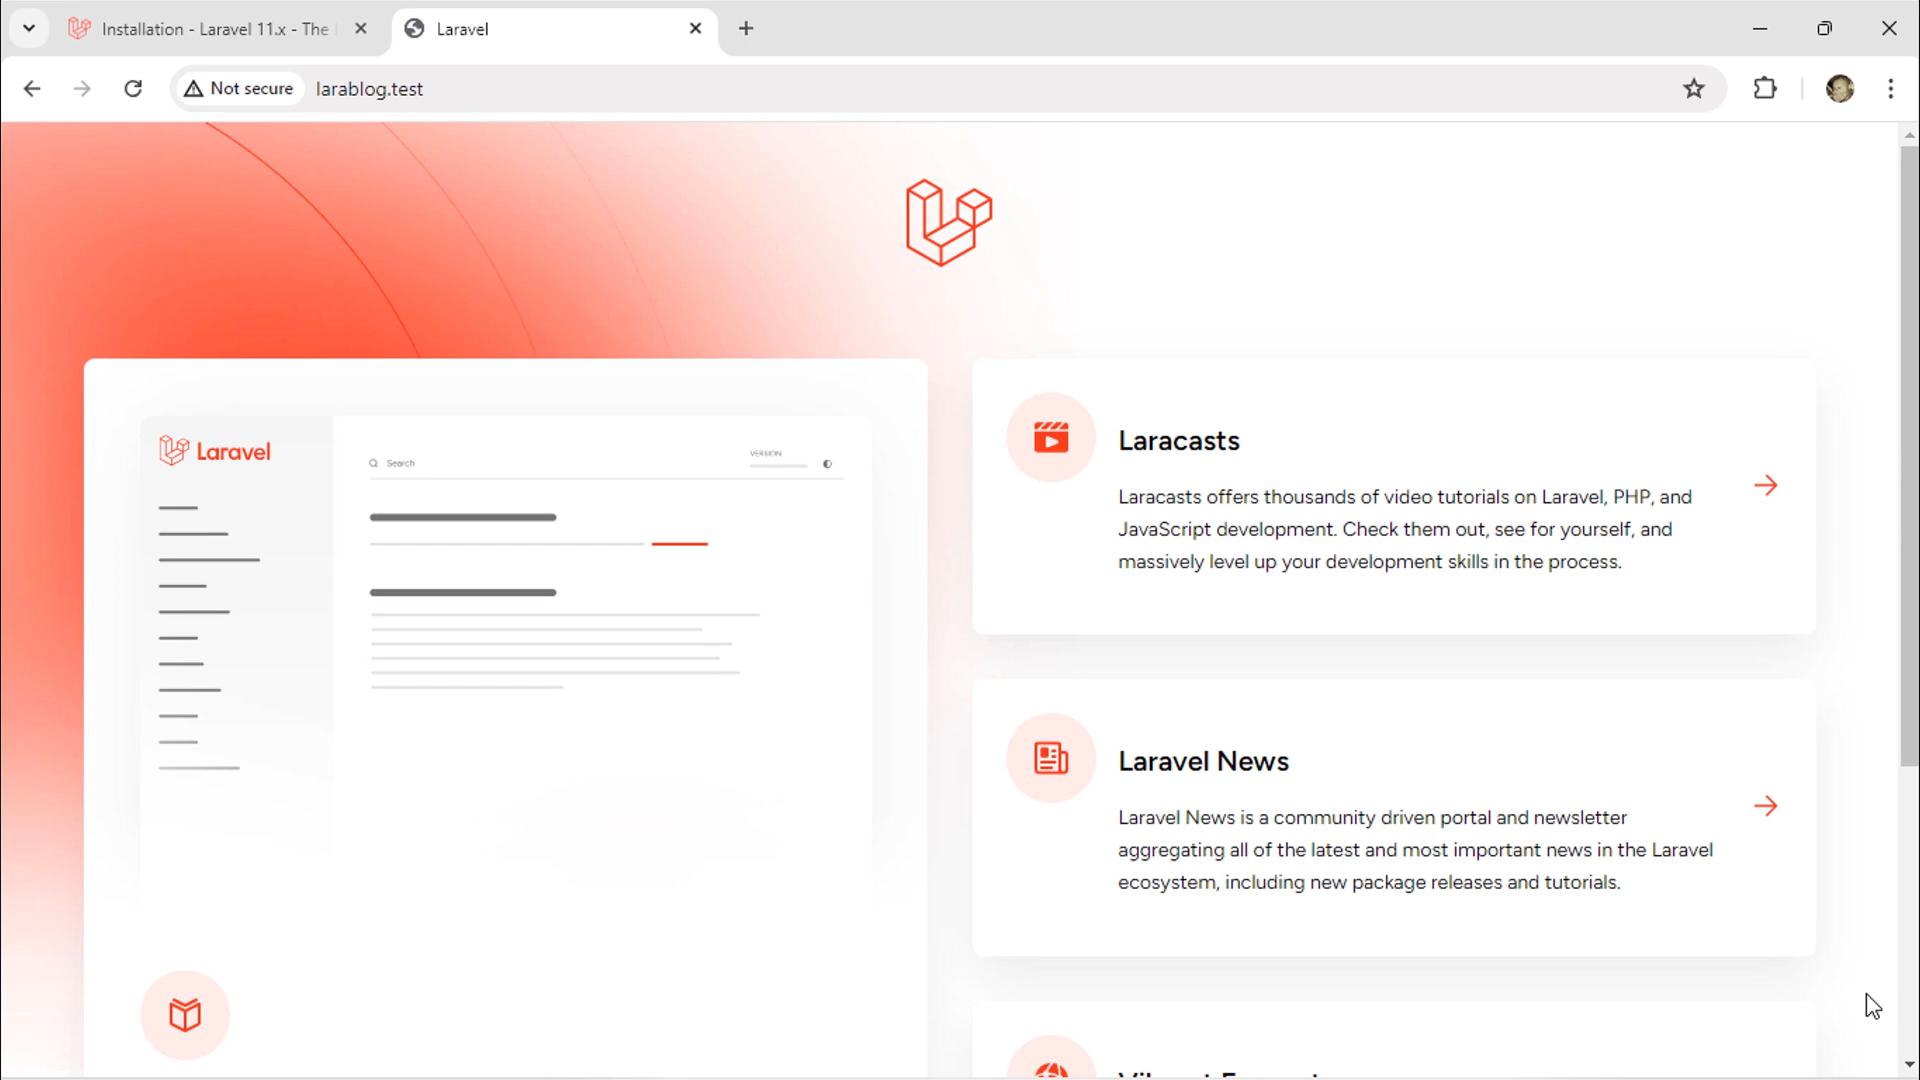 Installation - Laravel 11.x - The
Laravel
Not secure
larablog.test
Laravel
Search
VERSION
Laracasts
Laracasts offers thousands of video tutorials on Laravel, PHP, and
JavaScript development. Check them out, see for yourself, and
massively level up your development skills in the process.
Laravel News
Laravel News is a community driven portal and newsletter
aggregating all of the latest and most important news in the Laravel
ecosystem, including new package releases and tutorials.